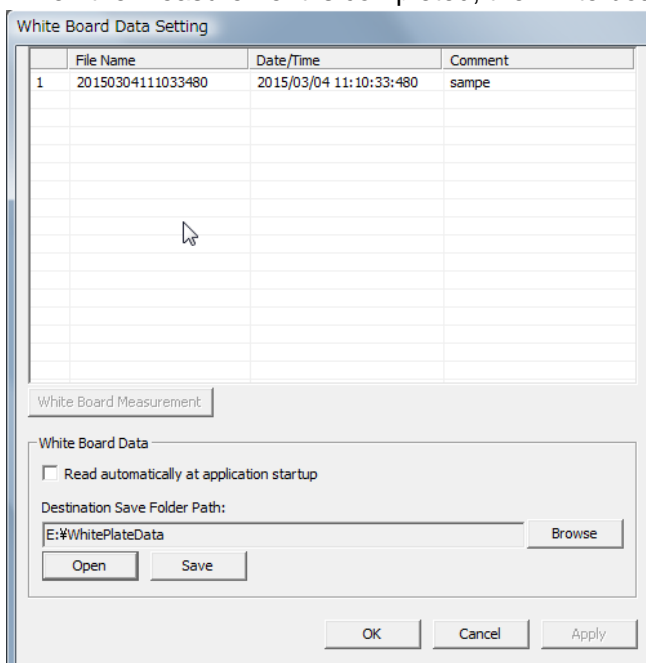 White Board Data Setting
File Name Date/Time Comment
1 20150304111033480 2015/03/04 11:10:33:480 sampe
White Board Measurement
White Board Data
Read automatically at application startup
Destination Save Folder Path:
E:¥WhitePlateData Browse
Open Save
OK Cancel Apply